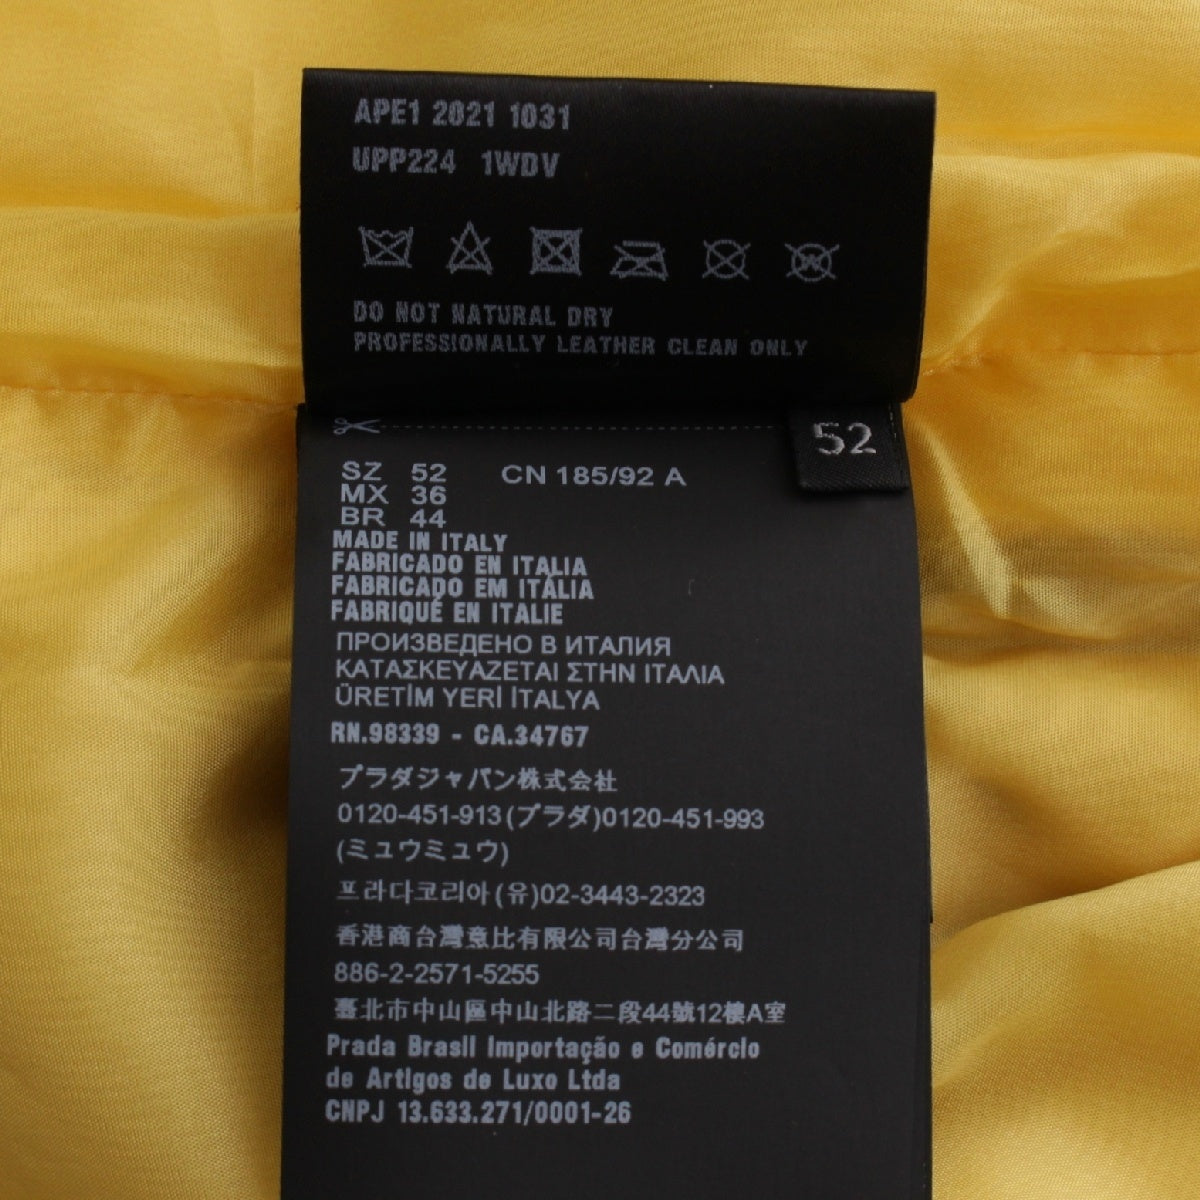 APE1 2021 1031
UPP224 1WDV
DO NOT NATURAL DRY
PROFESSIONALLY LEATHER CLEAN ONLY
52
SZ 52 CN 185/92 A
MX 36
BR 44
MADE IN ITALY
FABRICADO EN ITALIA
FABRICADO EM ITÁLIA
FABRIQUÉ EN ITALIE
ПРОИЗВЕДЕНО В ИТАЛИЯ
ΚΑΤΑΣΚΕΥΑΖΕΤΑΙ ΣΤΗΝ ΙΤΑΛΙΑ
ÜRETİM YERİ İTALYA
RN.98339 - CA.34767
プラダジャパン株式会社
0120-451-913(プラダ)0120-451-993
(ミュウミュウ)
프라다코리아(유)02-3443-2323
香港商台灣意比有限公司台灣分公司
886-2-2571-5255
臺北市中山區中山北路二段44號12樓A室
Prada Brasil Importação e Comércio
de Artigos de Luxo Ltda
CNPJ 13.633.271/0001-26